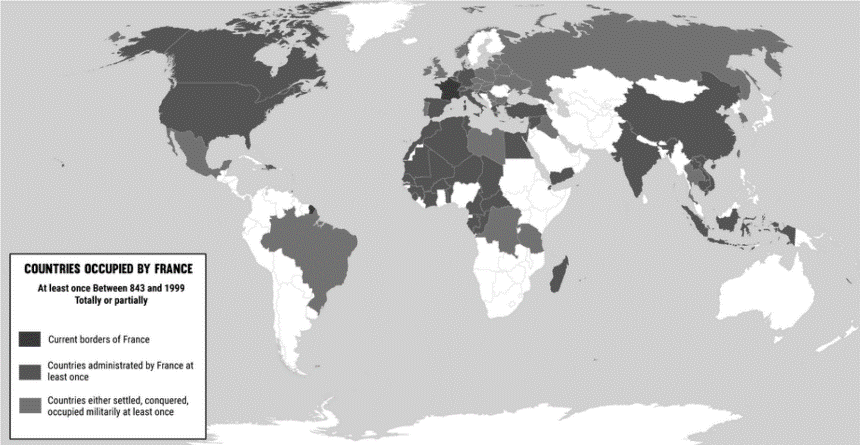 COUNTRIES OCCUPIED BY FRANCE
At least once Between 843 and 1999
Totally or partially
Current borders of France
Countries administrated by France at
least once
Countries either settled, conquered,
occupied militarily at least once